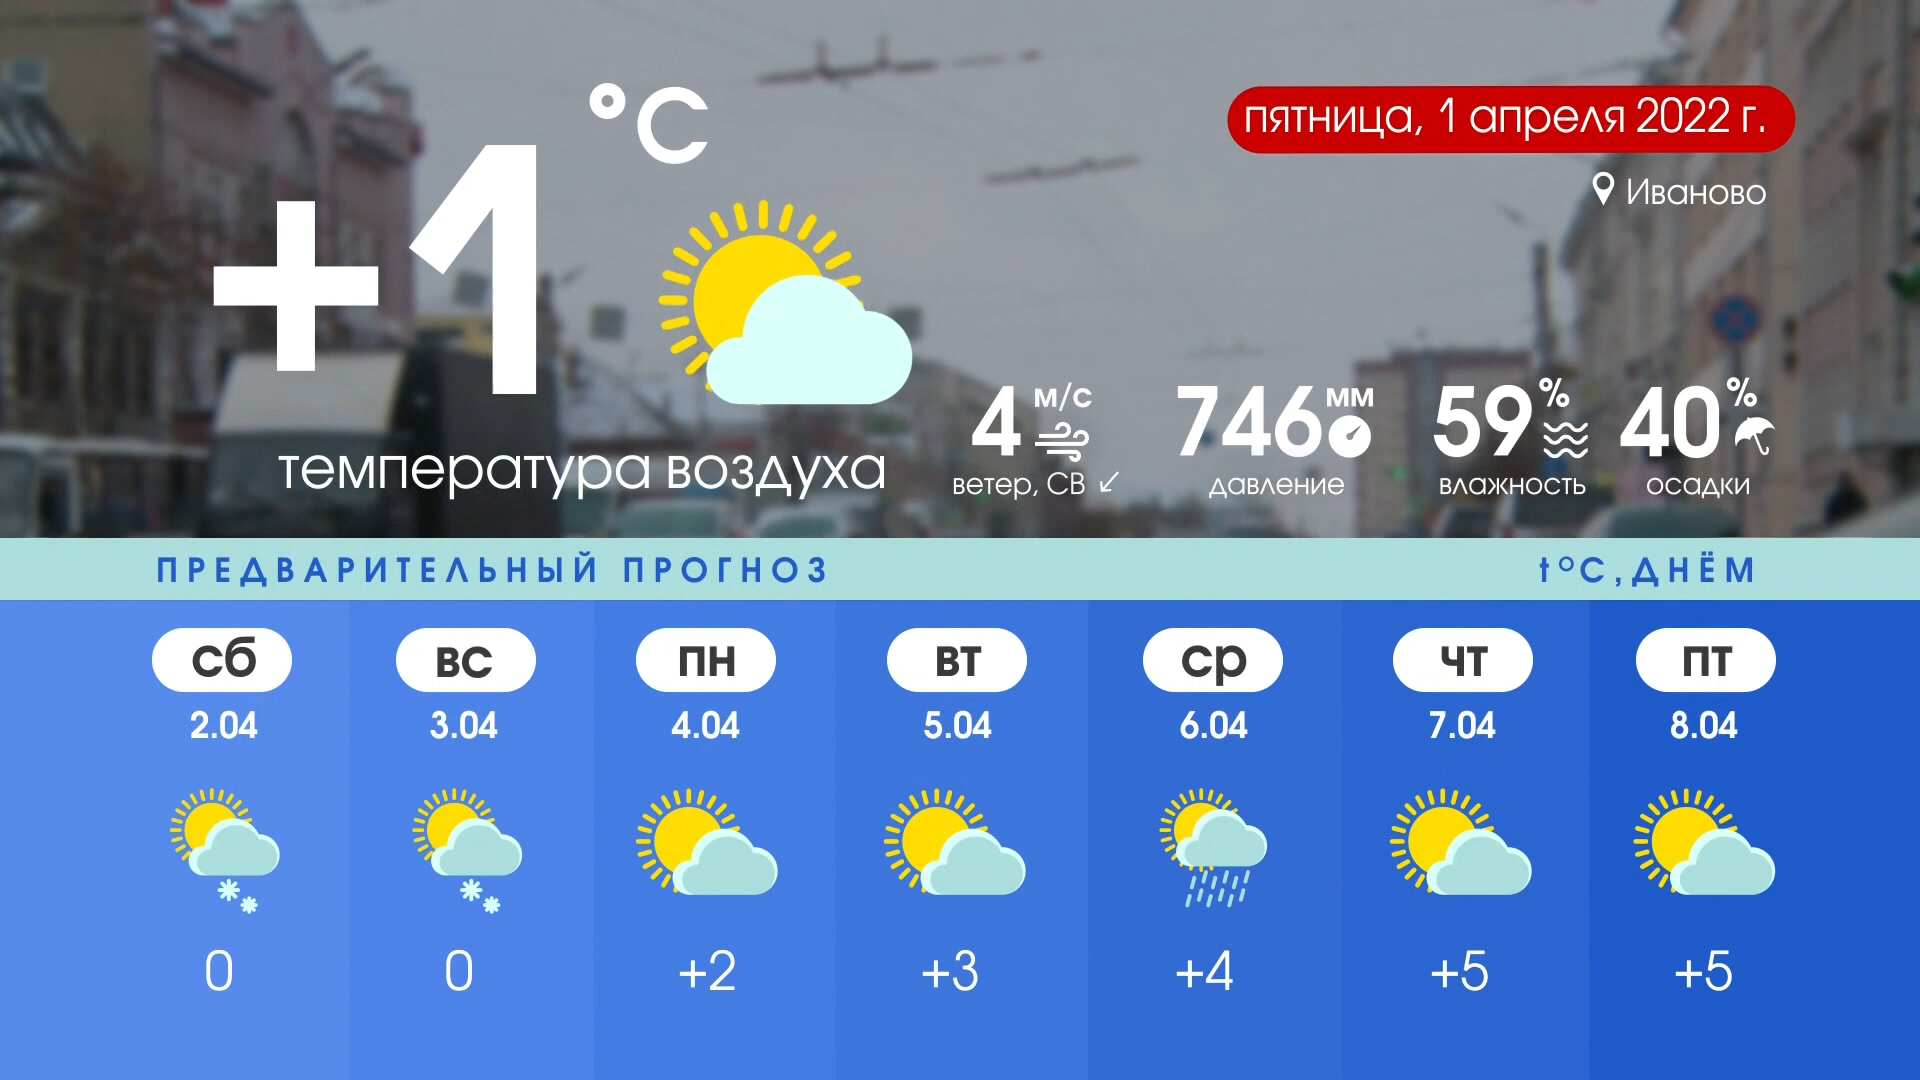 +1 °C
температура воздуха
пятница, 1 апреля 2022 г.
Иваново
4 м/с
ветер, СВ ↙
746 мм
давление
59 %
влажность
40 %
осадки
ПРЕДВАРИТЕЛЬНЫЙ ПРОГНОЗ
t°C, ДНЁМ
сб вс пн вт ср чт пт
2.04 3.04 4.04 5.04 6.04 7.04 8.04
0 0 +2 +3 +4 +5 +5